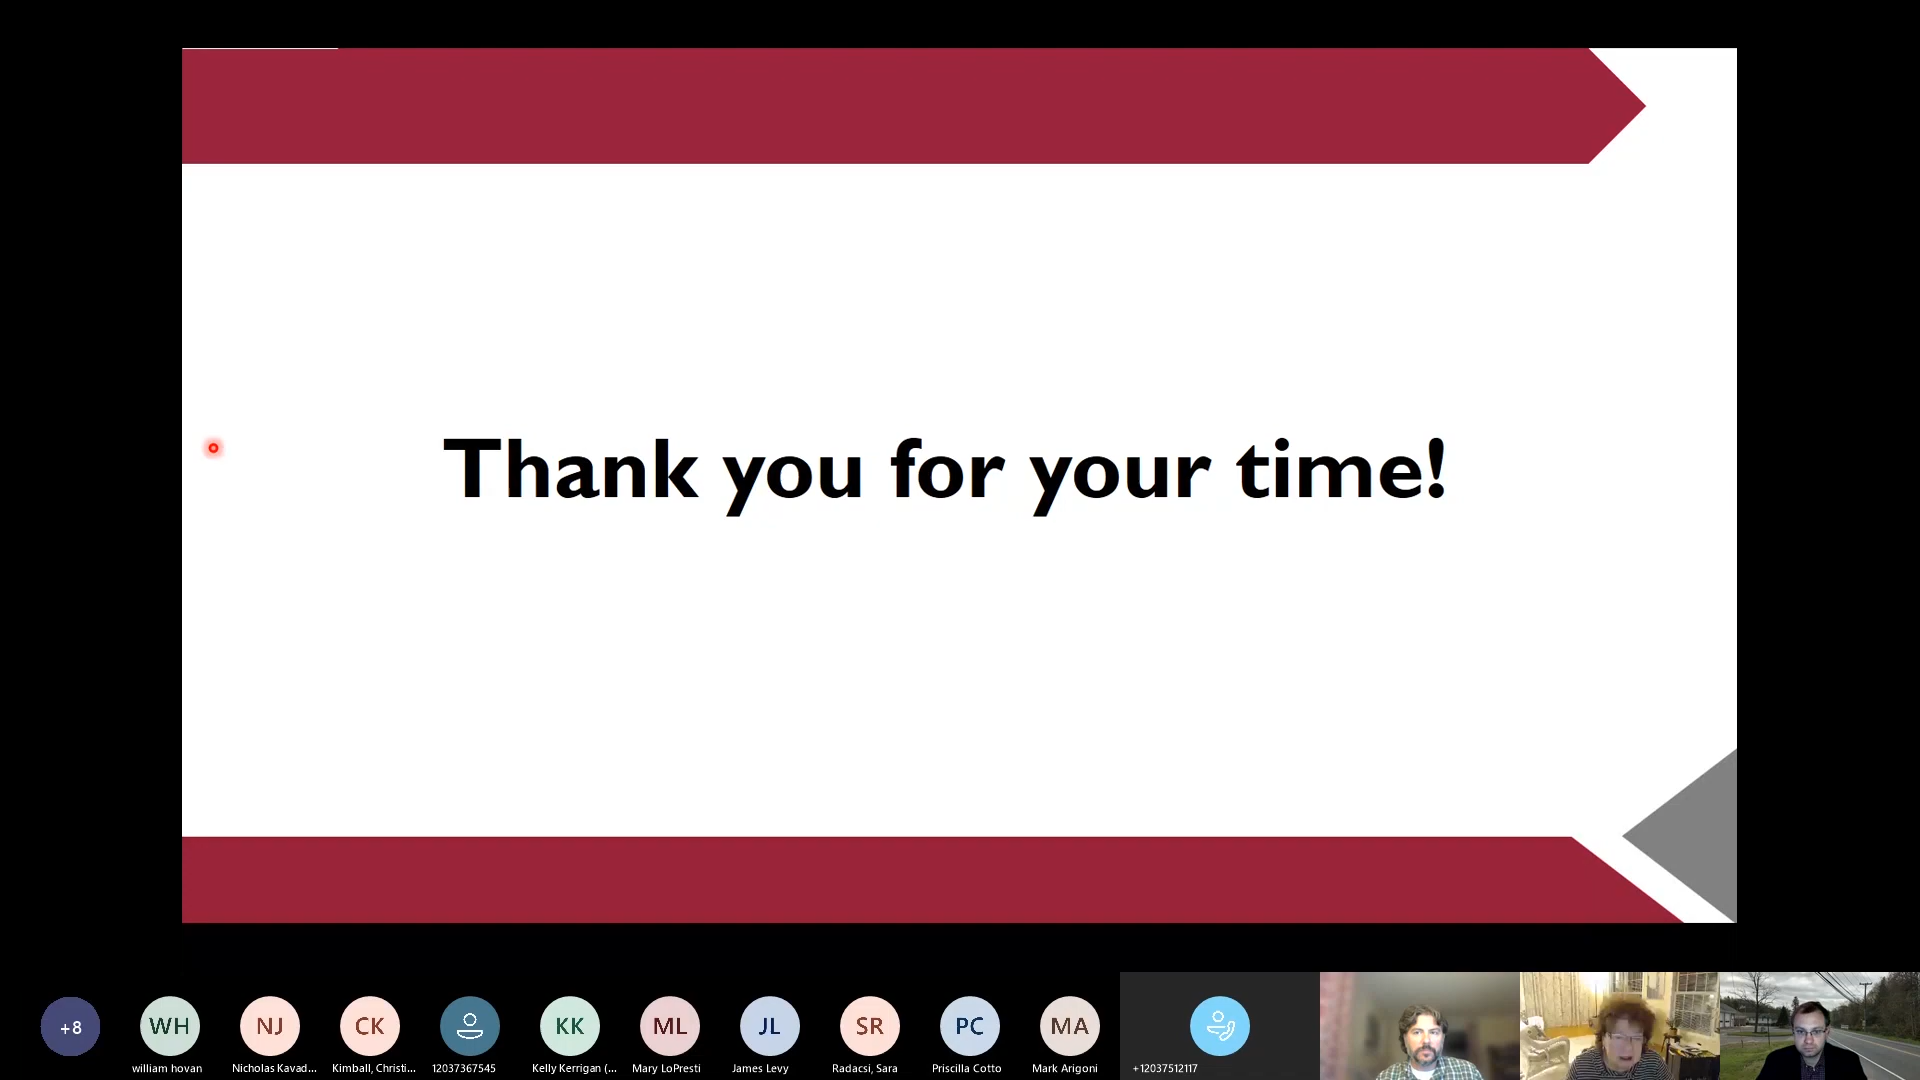 Thank you for your time!
+8
WH
NJ
CK
KK
ML
JL
SR
PC
MA
william hovan
Nicholas Kavad...
Kimball, Christi...
12037367545
Kelly Kerrigan (...
Mary LoPresti
James Levy
Radacsi, Sara
Priscilla Cotto
Mark Arigoni
+12037512117